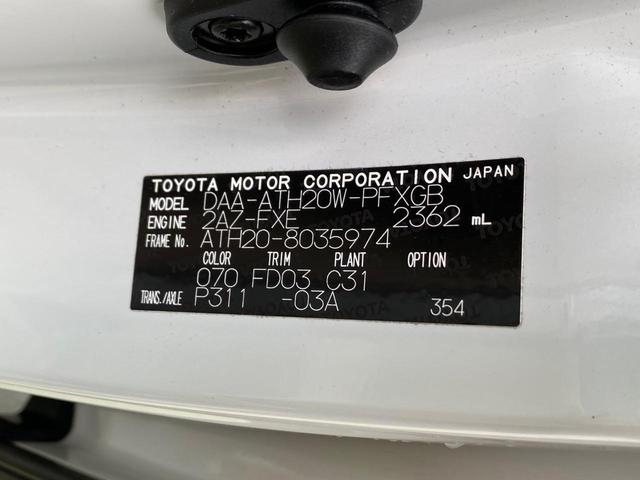 TOYOTA MOTOR CORPORATION JAPAN
MODEL DAA-ATH20W-PFXGB
ENGINE 2AZ-FXE 2362 mL
FRAME No. ATH20-8035974
COLOR TRIM PLANT OPTION
070 FD03 C31
TRANS./AXLE P311 -03A 354